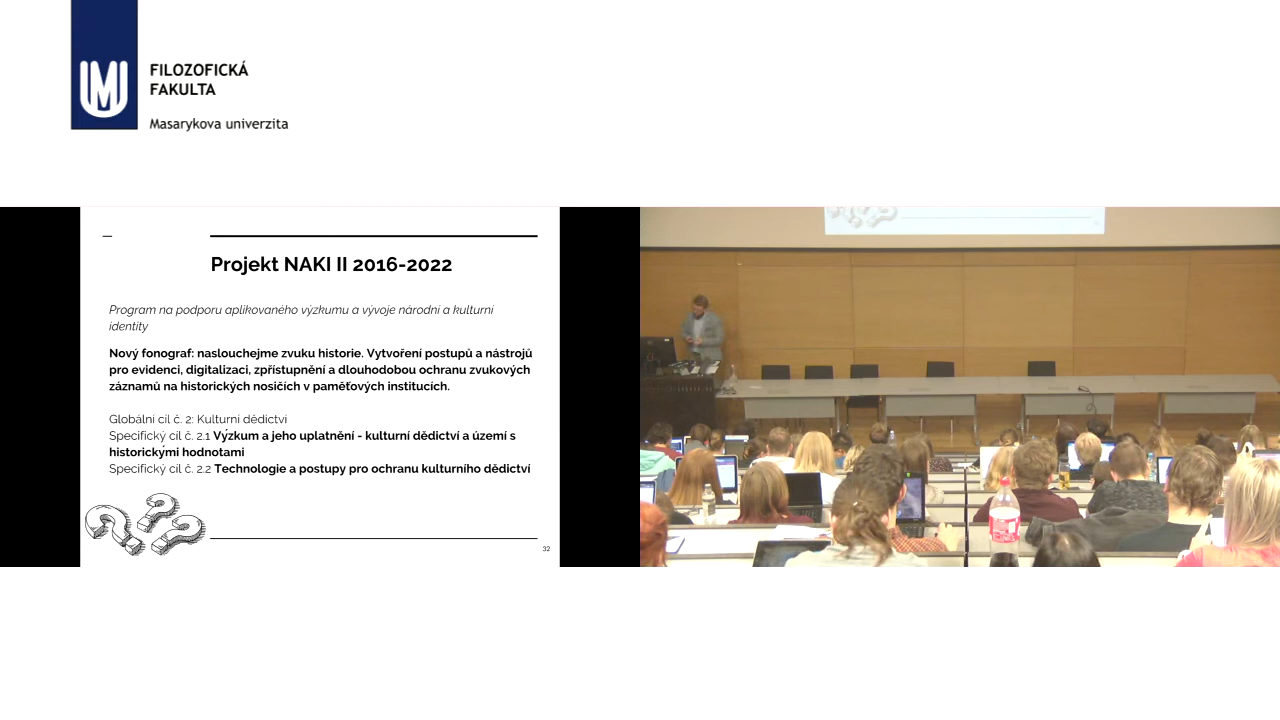 FILOZOFICKÁ
FAKULTA
Masarykova univerzita
Projekt NAKI II 2016-2022
Program na podporu aplikovaného výzkumu a vývoje národní a kulturní
identity
Nový fonograf: naslouchejme zvuku historie. Vytvoření postupů a nástrojů
pro evidenci, digitalizaci, zpřístupnění a dlouhodobou ochranu zvukových
záznamů na historických nosičích v paměťových institucích.
Globální cíl č. 2: Kulturní dědictví
Specifický cíl č. 2.1 Výzkum a jeho uplatnění - kulturní dědictví a území s
historickými hodnotami
Specifický cíl č. 2.2 Technologie a postupy pro ochranu kulturního dědictví
32